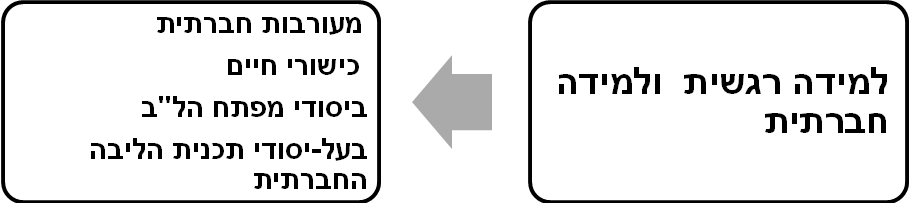 למידה רגשית  ולמידה
חברתית
מעורבות חברתית
כישורי חיים
ביסודי מפתח הל"ב
בעל-יסודי תכנית הליבה
החברתית